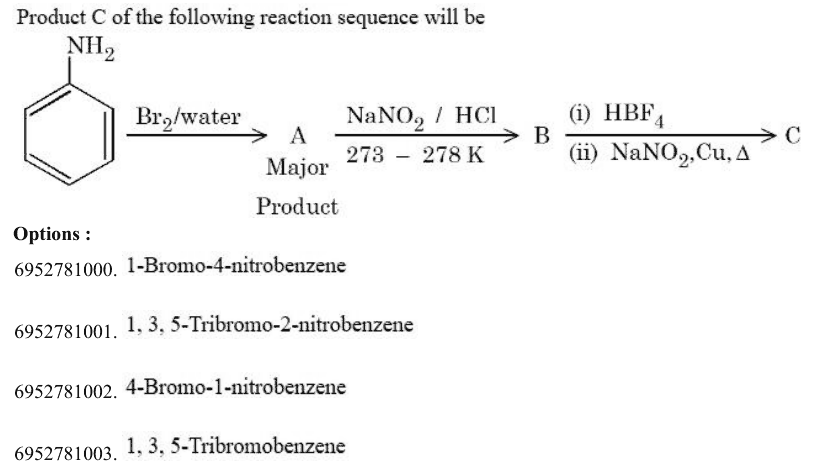 Product C of the following reaction sequence will be
NH₂
Br₂/water
A
Major
Product
NaNO₂ / HCl
273 – 278 K
B
(i) HBF₄
(ii) NaNO₂,Cu, Δ
C
Options :
6952781000. 1-Bromo-4-nitrobenzene
6952781001. 1, 3, 5-Tribromo-2-nitrobenzene
6952781002. 4-Bromo-1-nitrobenzene
6952781003. 1, 3, 5-Tribromobenzene